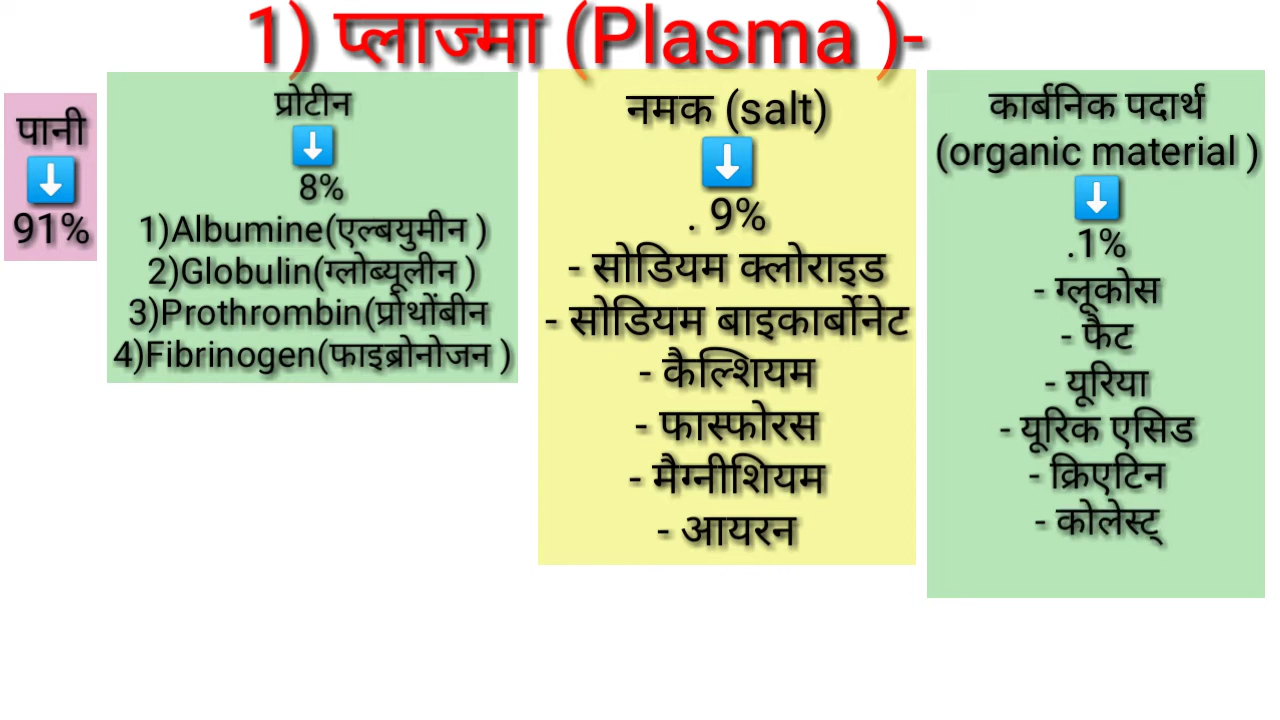 1) प्लाज्मा (Plasma )-
पानी
⬇️
91%
प्रोटीन
⬇️
8%
1)Albumine(एल्बयुमीन )
2)Globulin(ग्लोब्यूलीन )
3)Prothrombin(प्रोथोंबीन
4)Fibrinogen(फाइब्रोनोजन )
नमक (salt)
⬇️
. 9%
- सोडियम क्लोराइड
- सोडियम बाइकार्बोनेट
- कैल्शियम
- फास्फोरस
- मैग्नीशियम
- आयरन
कार्बनिक पदार्थ
(organic material )
⬇️
.1%
- ग्लूकोस
- फैट
- यूरिया
- यूरिक एसिड
- क्रिएटिन
- कोलेस्ट्